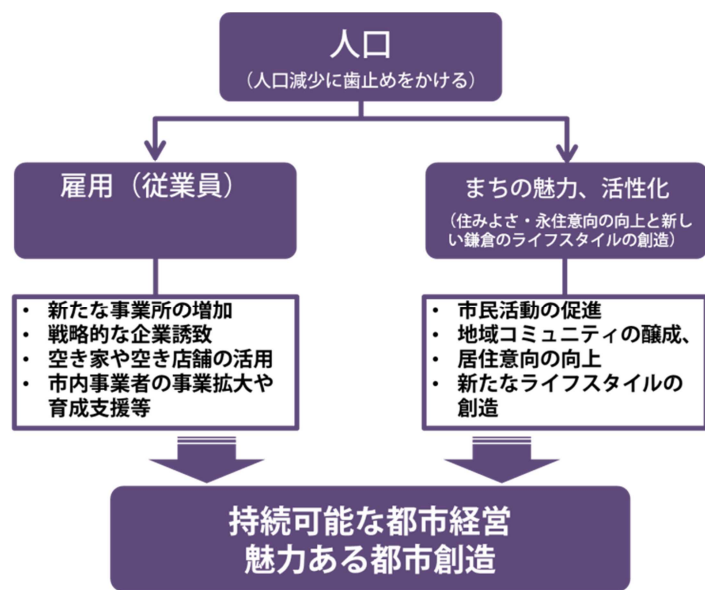 人口
（人口減少に歯止めをかける）
雇用（従業員）
まちの魅力、活性化
（住みよさ・永住意向の向上と新し
い鎌倉のライフスタイルの創造）
• 新たな事業所の増加
• 戦略的な企業誘致
• 空き家や空き店舗の活用
• 市内事業者の事業拡大や
育成支援等
• 市民活動の促進
• 地域コミュニティの醸成、
• 居住意向の向上
• 新たなライフスタイルの
創造
持続可能な都市経営
魅力ある都市創造